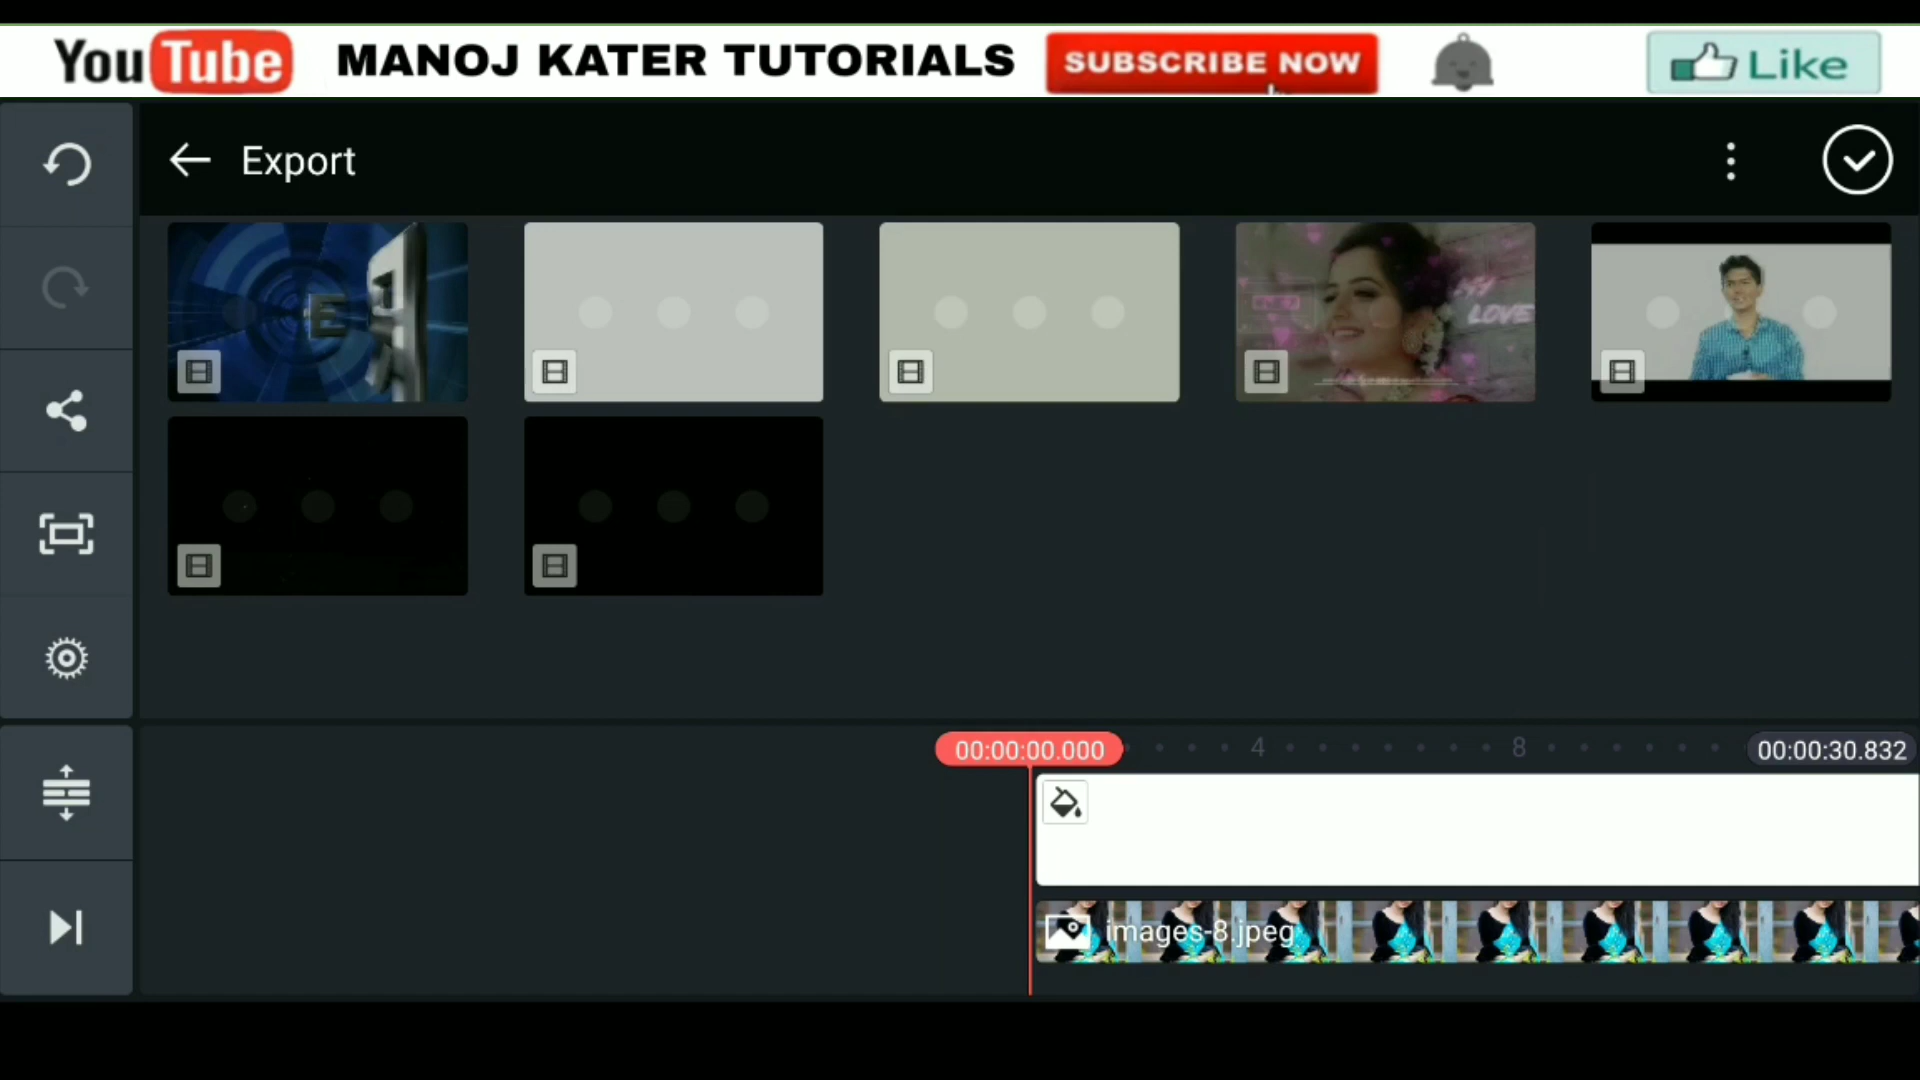 YouTube MANOJ KATER TUTORIALS SUBSCRIBE NOW Like
Export
E
LOVE
00:00:00.000 4 8 00:00:30.832
images-8.jpeg